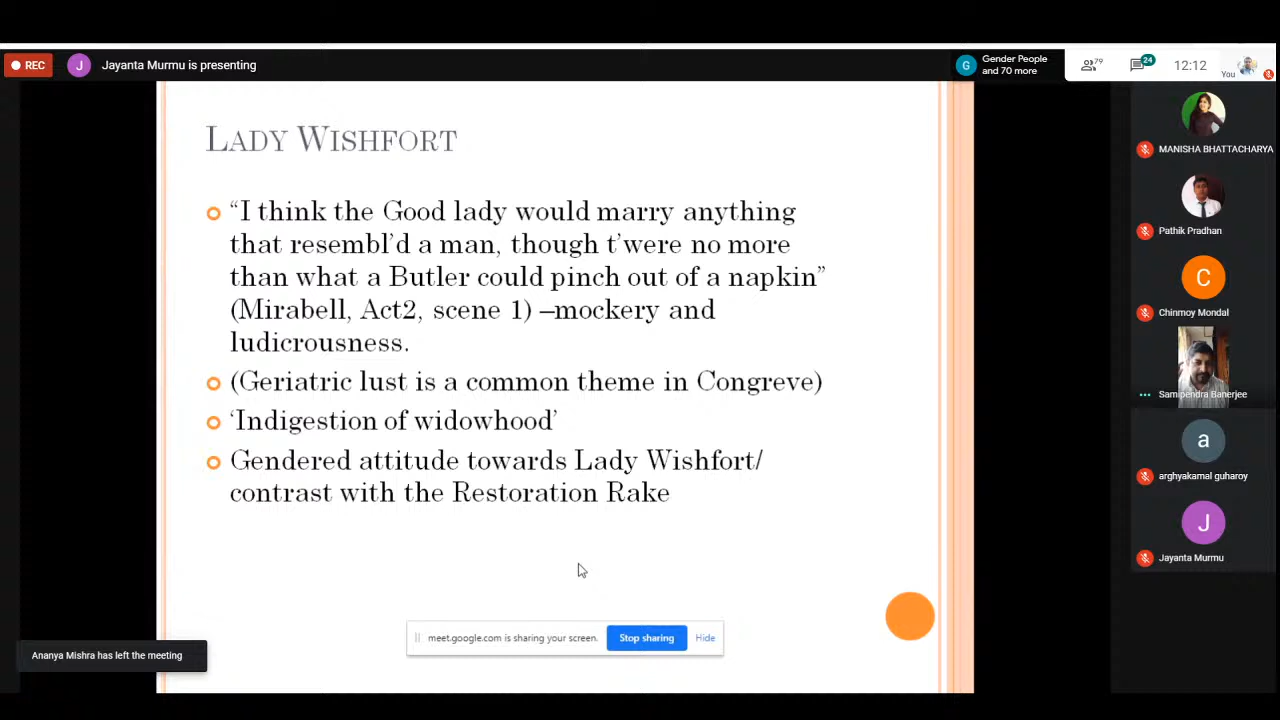 REC
J
Jayanta Murmu is presenting
G
Gender People
and 70 more
79
24
12:12
You
LADY WISHFORT
“I think the Good lady would marry anything
that resembl’d a man, though t’were no more
than what a Butler could pinch out of a napkin”
(Mirabell, Act2, scene 1) –mockery and
ludicrousness.
(Geriatric lust is a common theme in Congreve)
‘Indigestion of widowhood’
Gendered attitude towards Lady Wishfort/
contrast with the Restoration Rake
meet.google.com is sharing your screen.
Stop sharing
Hide
Ananya Mishra has left the meeting
MANISHA BHATTACHARYA
Pathik Pradhan
C
Chinmoy Mondal
Samipendra Banerjee
a
arghyakamal guharoy
J
Jayanta Murmu